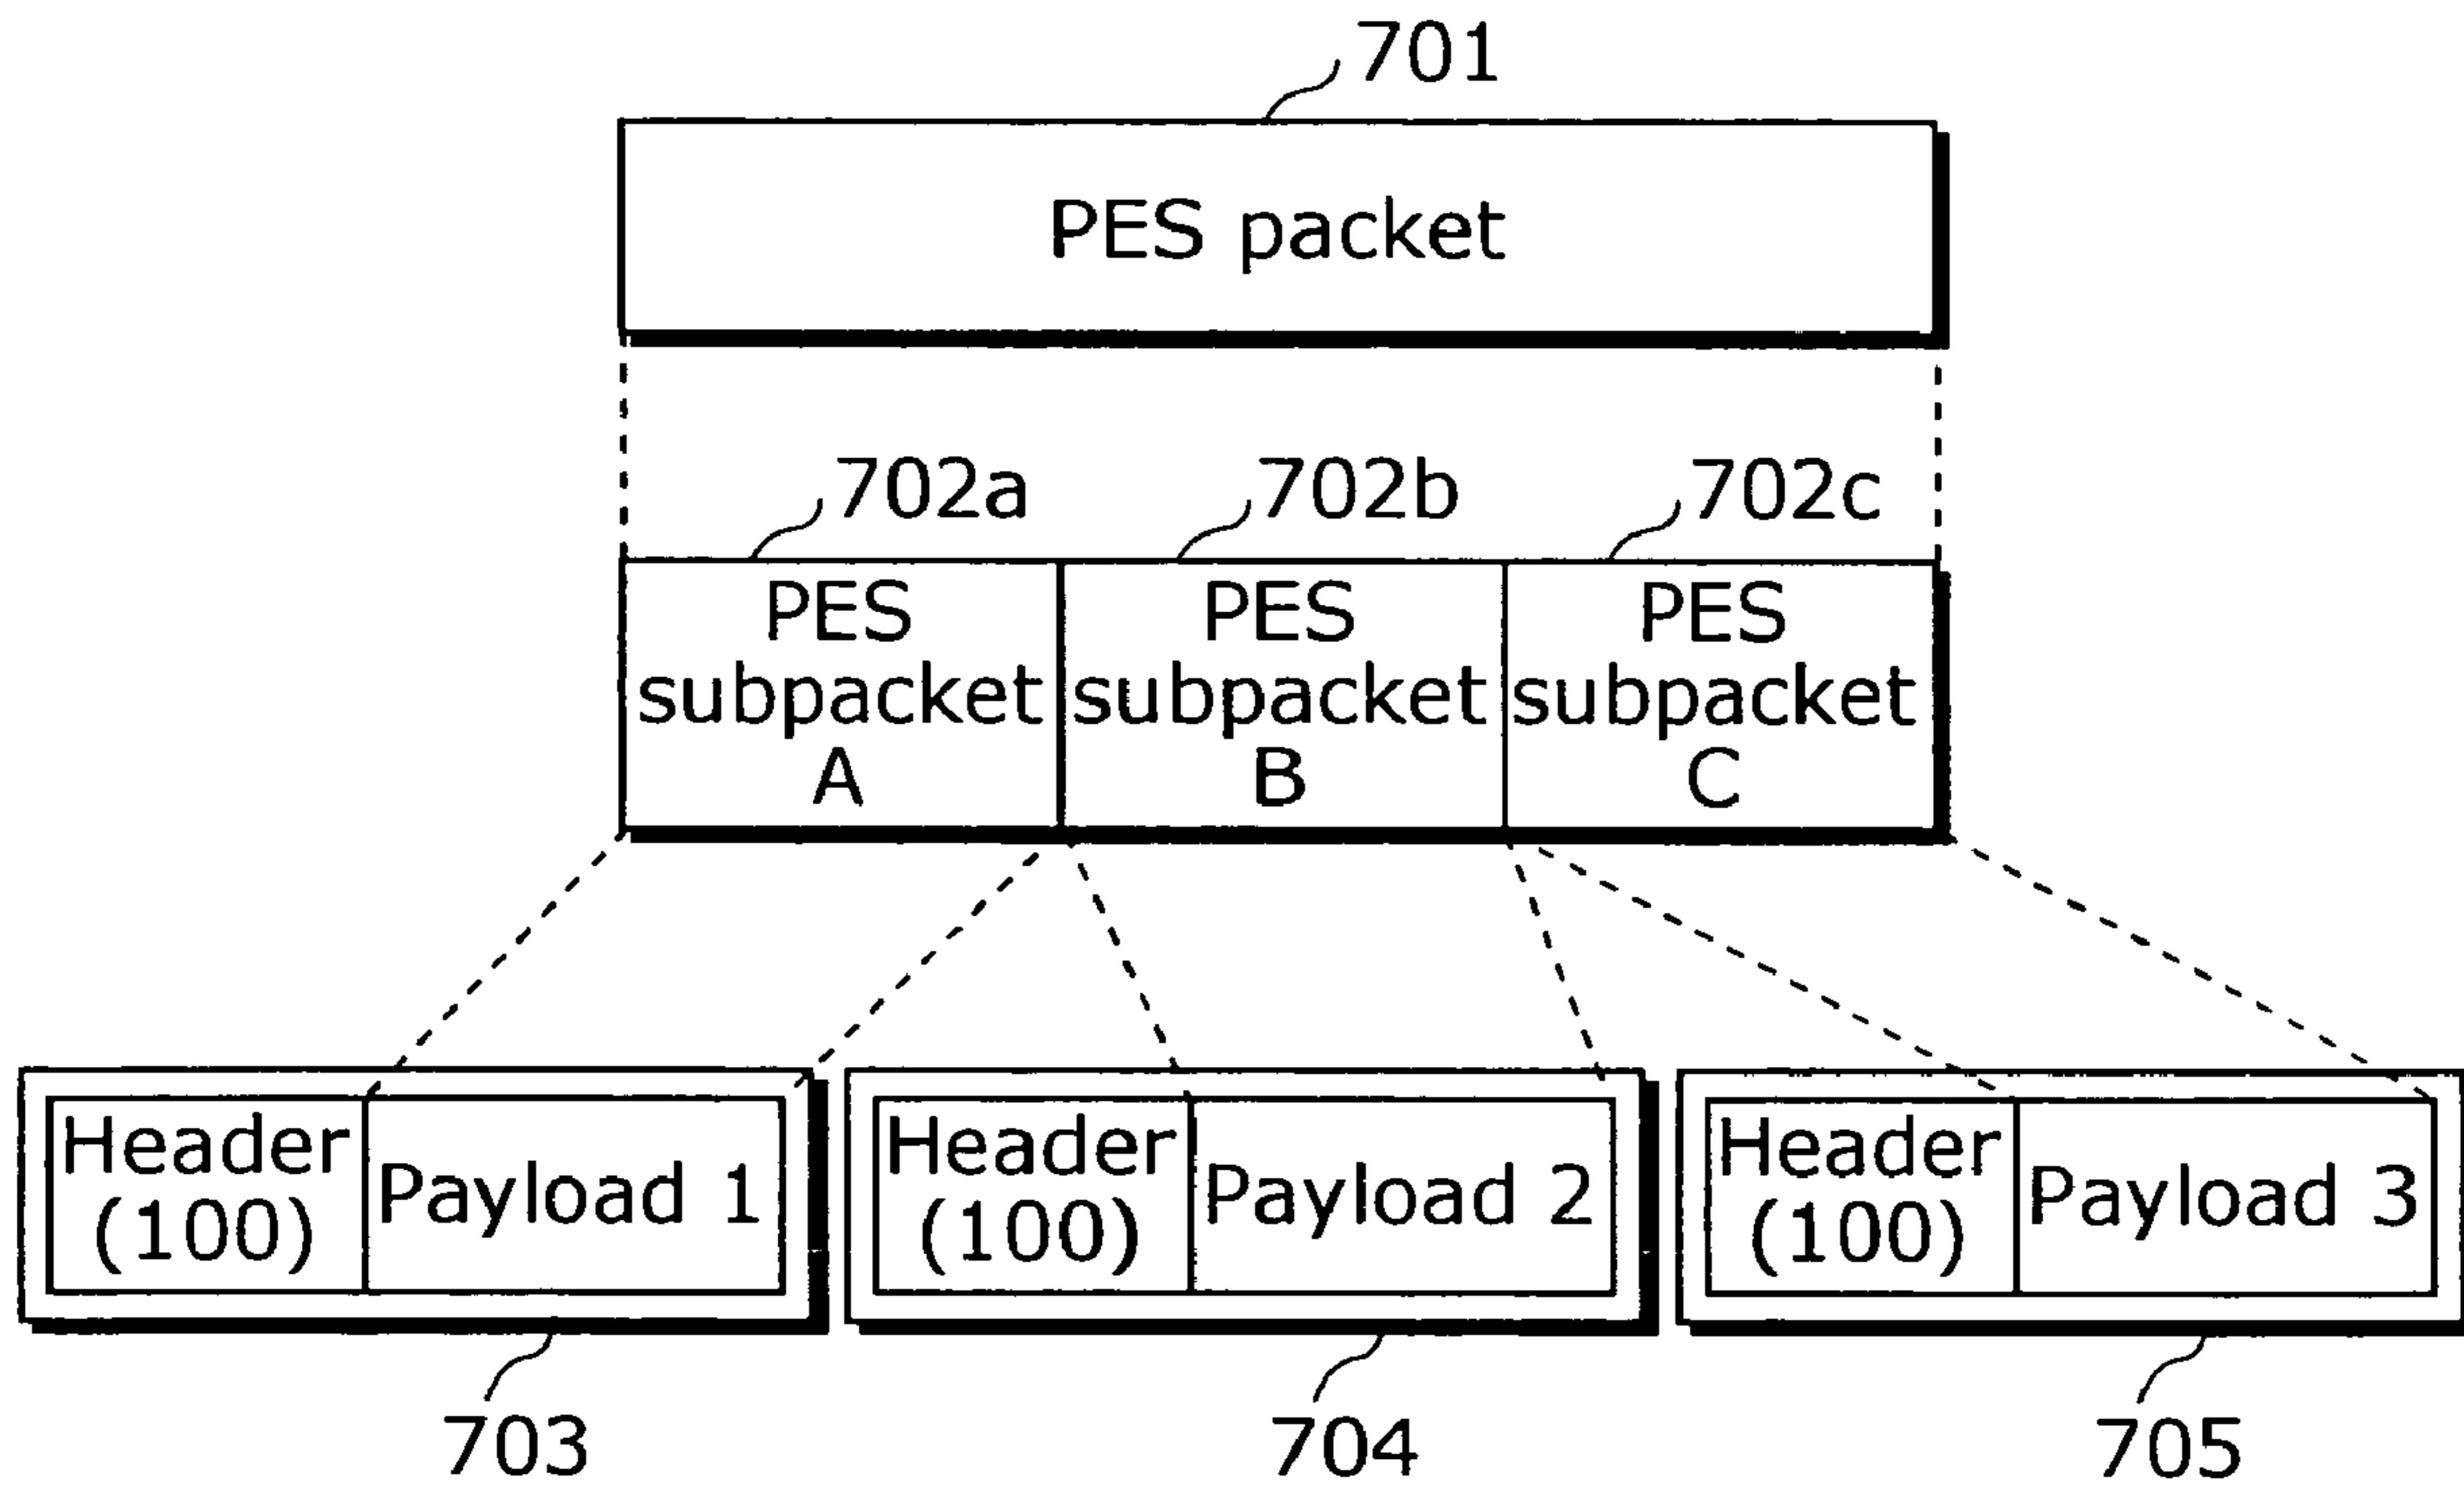 701
PES packet
702a
702b
702c
PES
subpacket
A
PES
subpacket
B
PES
subpacket
C
Header
(100)
Payload 1
Header
(100)
Payload 2
Header
(100)
Payload 3
703
704
705